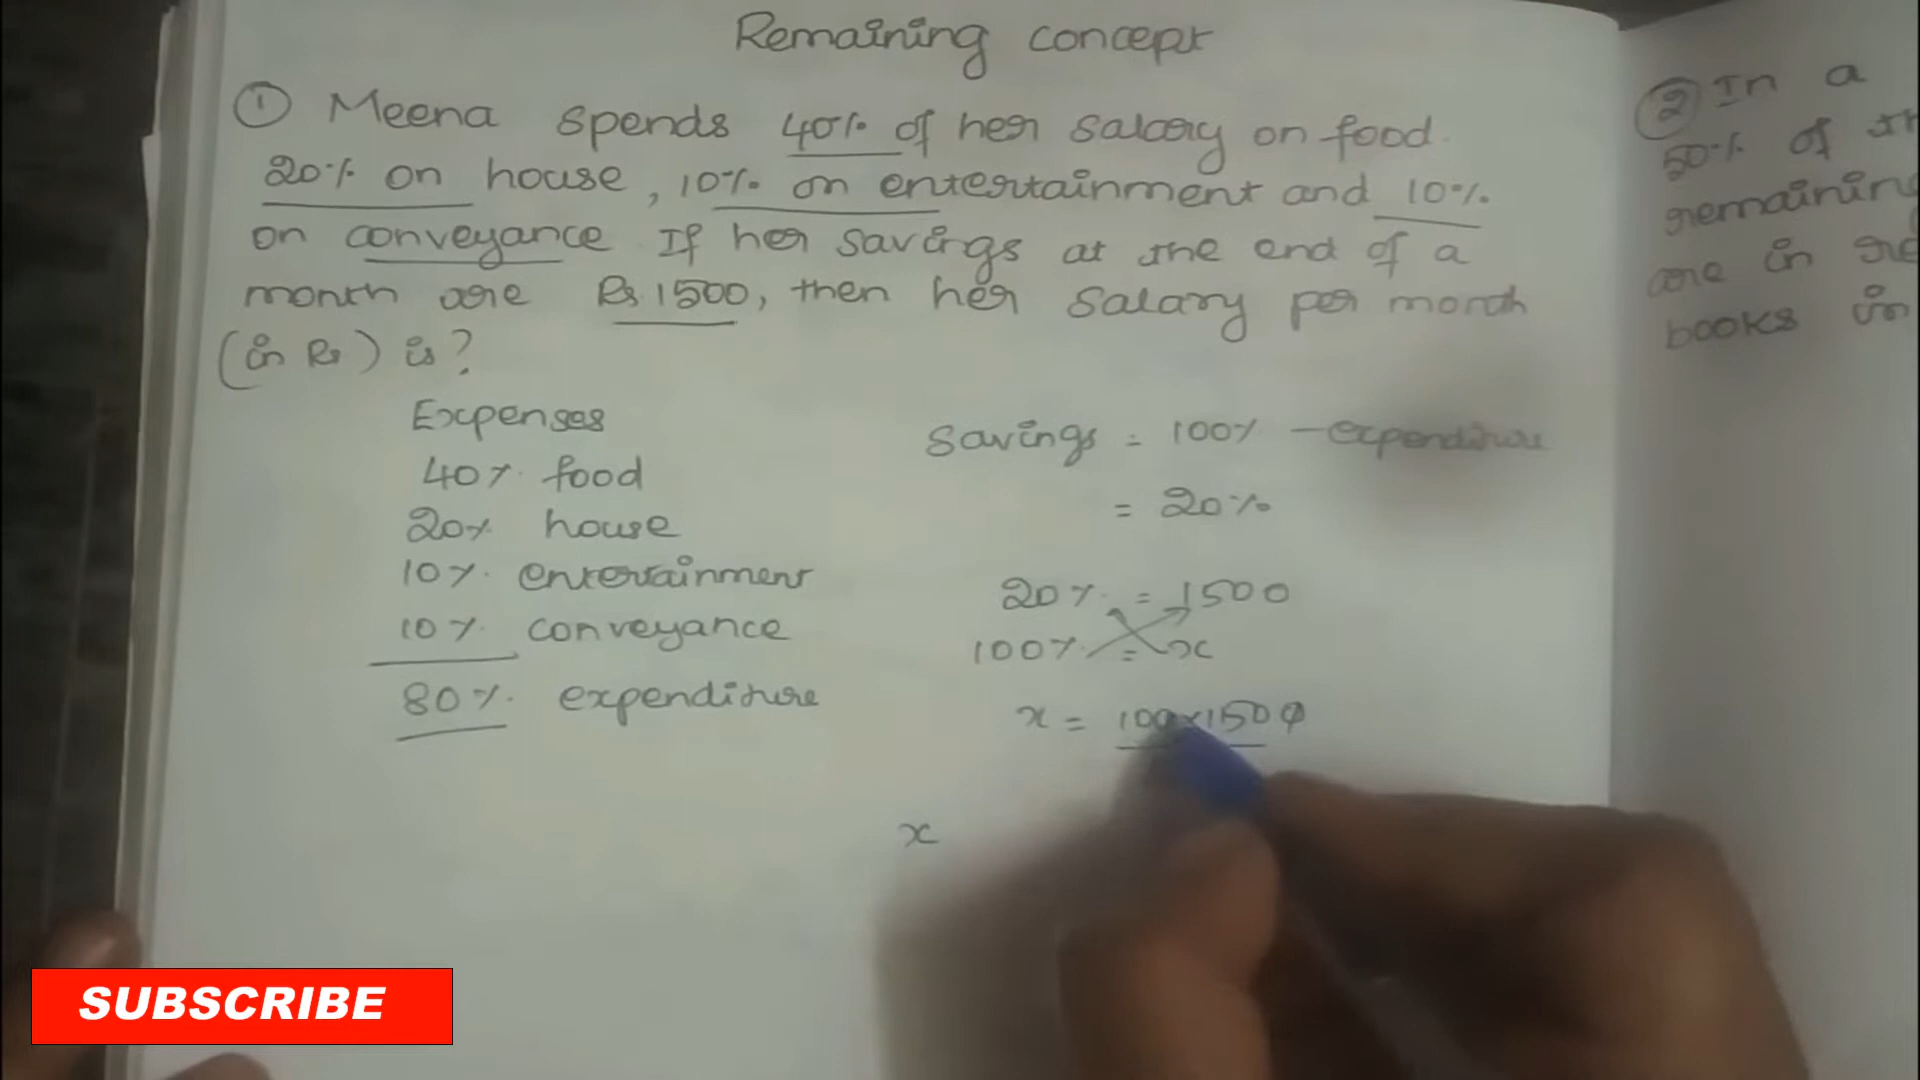 Remaining concept
① Meena spends 40% of her salary on food.
20% on house, 10% on entertainment and 10%
on conveyance If her savings at the end of a
month are Rs.1500, then her salary per month
(in Rs) is?
Expenses
40% food
20% house
10% entertainment
10% conveyance
80% expenditure
Savings = 100% - expenditure
= 20%
20% = 1500
100% = x
x = 100×1500
x
② In a
50% of
remaining
are in
books in
SUBSCRIBE